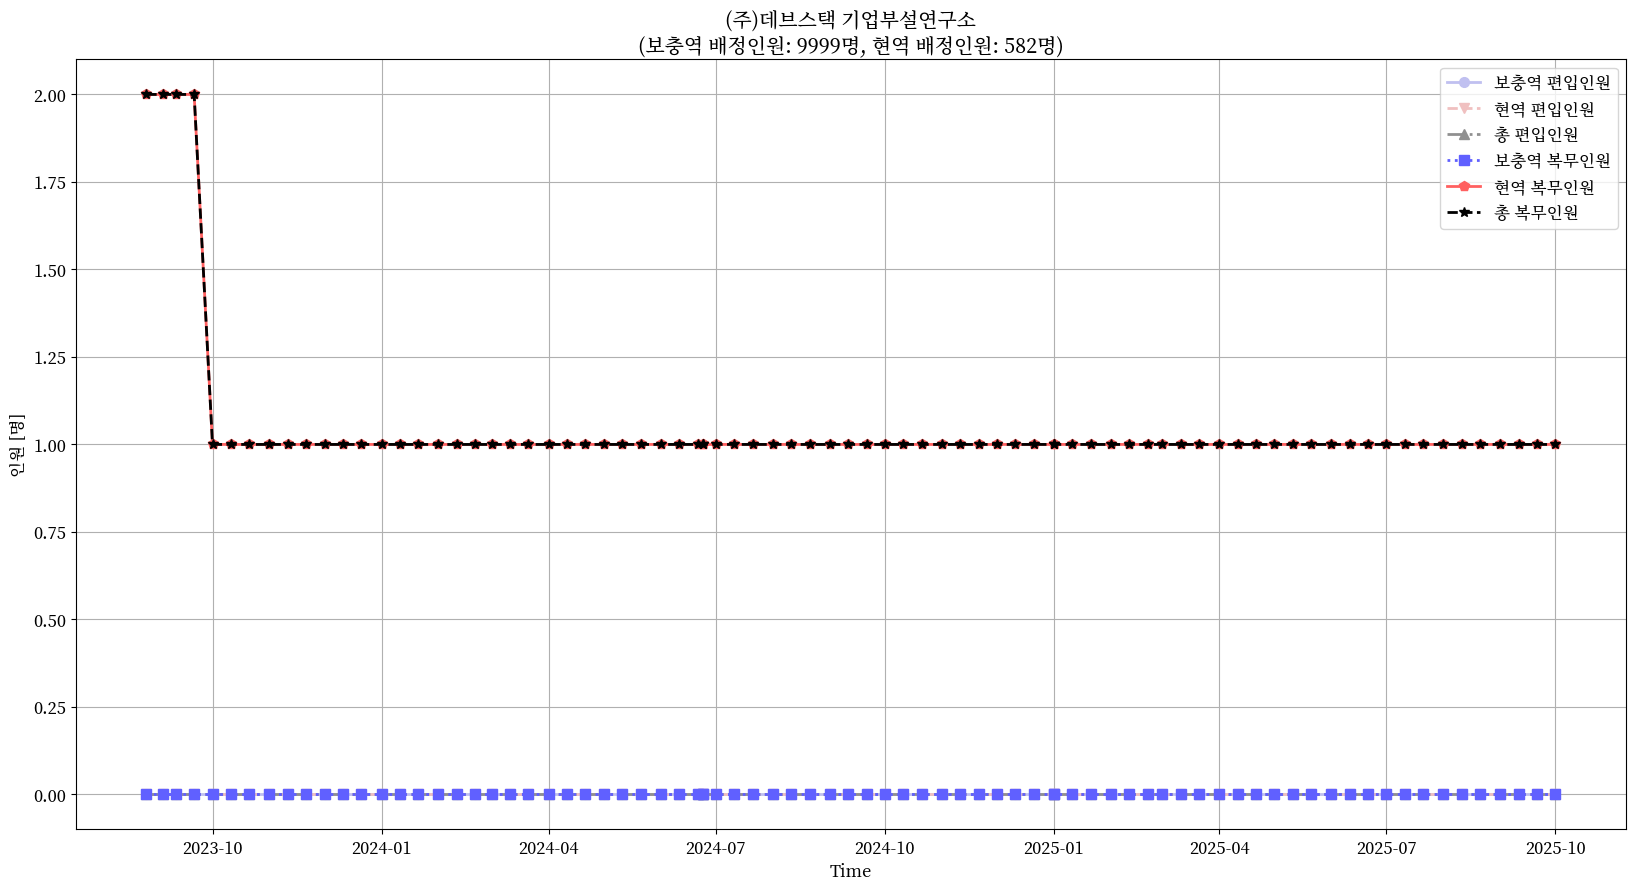 (주)데브스택 기업부설연구소
(보충역 배정인원: 9999명, 현역 배정인원: 582명)
보충역 편입인원
현역 편입인원
총 편입인원
보충역 복무인원
현역 복무인원
총 복무인원
2.00
1.75
1.50
1.25
1.00
0.75
0.50
0.25
0.00
인원 [명]
2023-10 2024-01 2024-04 2024-07 2024-10 2025-01 2025-04 2025-07 2025-10
Time